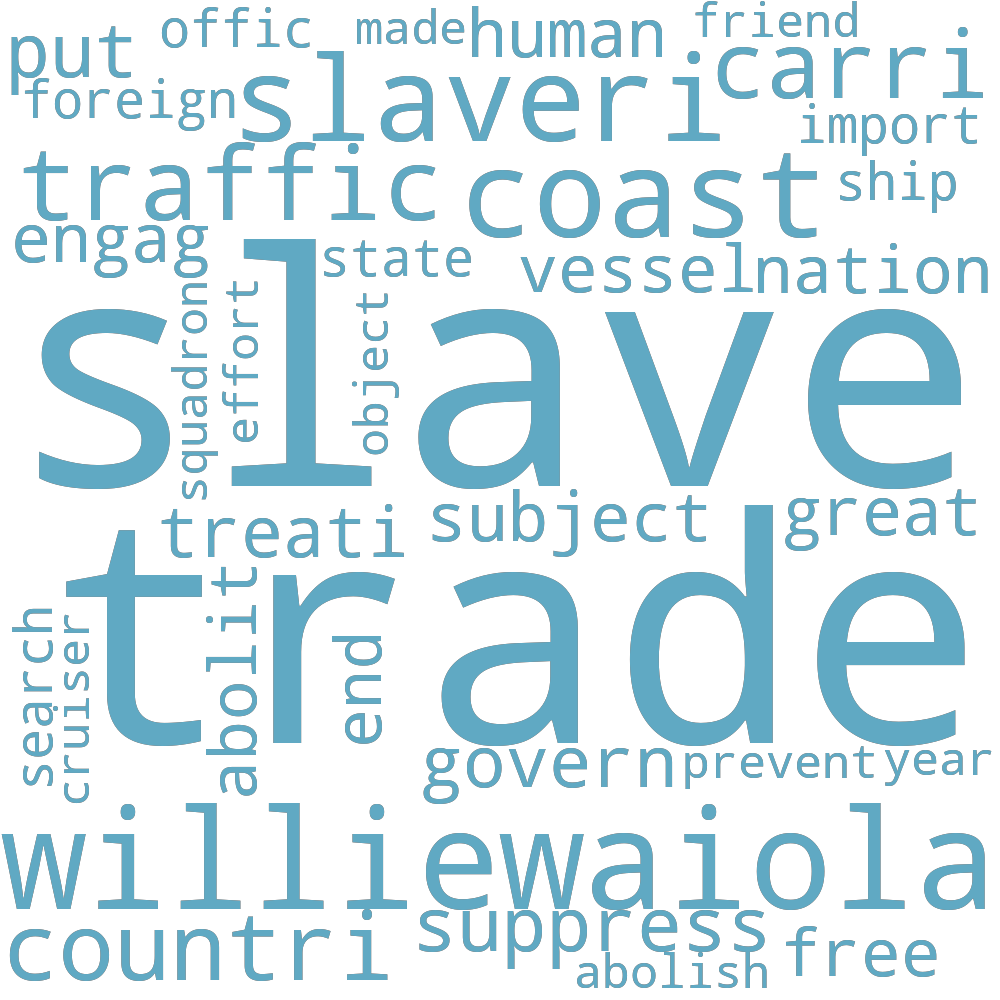 put
offic
made
human
friend
carri
foreign
slaveri
import
traffic
coast
ship
engag
state
vessel
nation
squadron
effort
object
slave
treati
subject
great
trade
search
cruiser
abolit
end
govern
prevent
year
williewaiola
countri
suppress
abolish
free